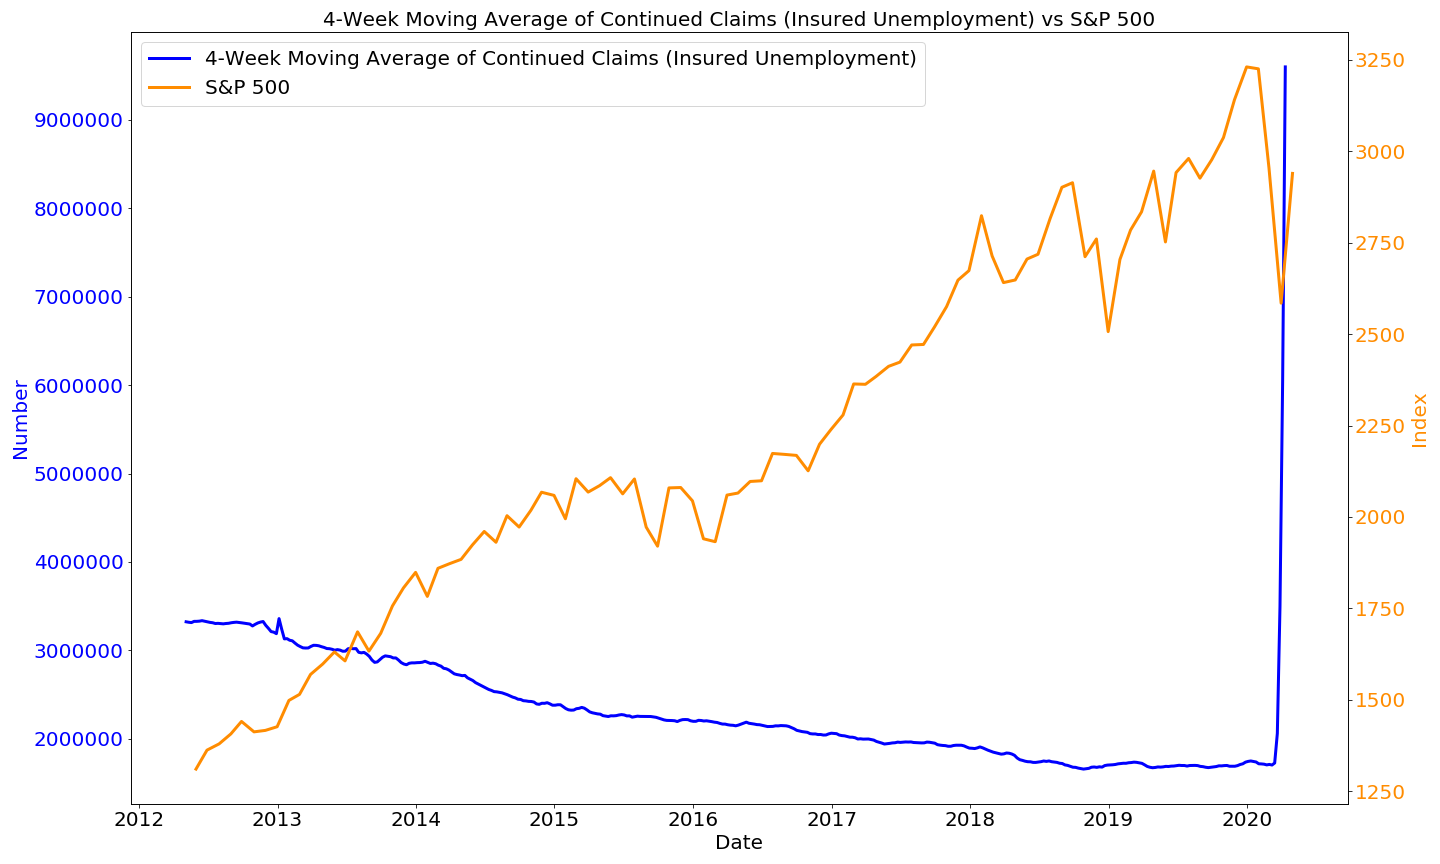 4-Week Moving Average of Continued Claims (Insured Unemployment) vs S&P 500
4-Week Moving Average of Continued Claims (Insured Unemployment)
S&P 500
9000000
8000000
7000000
6000000
5000000
4000000
3000000
2000000
Number
3250
3000
2750
2500
2250
2000
1750
1500
1250
Index
2012 2013 2014 2015 2016 2017 2018 2019 2020
Date